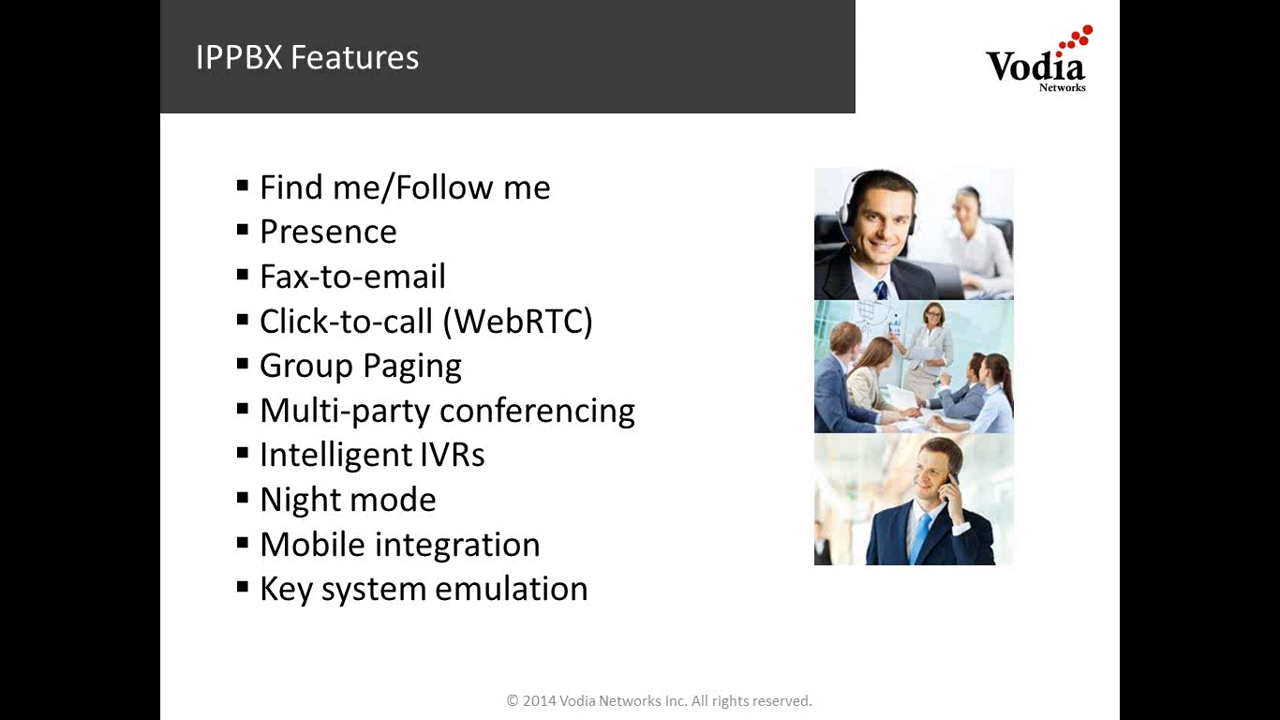 IPPBX Features
Vodia
Networks
▪ Find me/Follow me
▪ Presence
▪ Fax-to-email
▪ Click-to-call (WebRTC)
▪ Group Paging
▪ Multi-party conferencing
▪ Intelligent IVRs
▪ Night mode
▪ Mobile integration
▪ Key system emulation
© 2014 Vodia Networks Inc. All rights reserved.